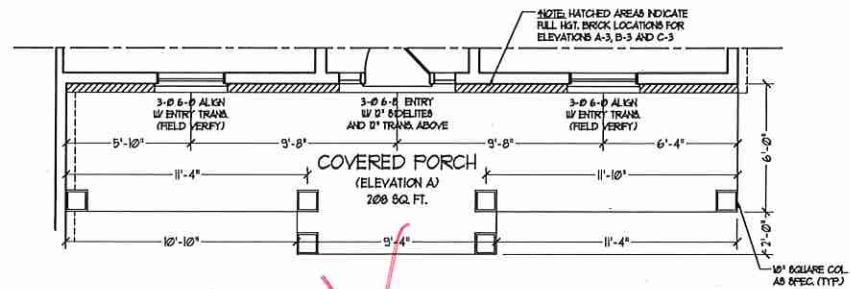 NOTE: HATCHED AREAS INDICATE
FULL HGT. BRICK LOCATIONS FOR
ELEVATIONS A-3, B-3 AND C-3
3-0 6-0 ALIGN
W/ ENTRY TRANS.
(FIELD VERIFY)
3-0 6-8 ENTRY
W/ 12" SIDELITES
AND 12" TRANS. ABOVE
3-0 6-0 ALIGN
W/ ENTRY TRANS.
(FIELD VERIFY)
5'-10"
9'-8"
9'-8"
6'-4"
6'-0"
COVERED PORCH
(ELEVATION A)
208 SQ. FT.
11'-4"
11'-10"
10'-10"
9'-4"
11'-4"
2'-0"
10" SQUARE COL.
AS SPEC. (TYP.)